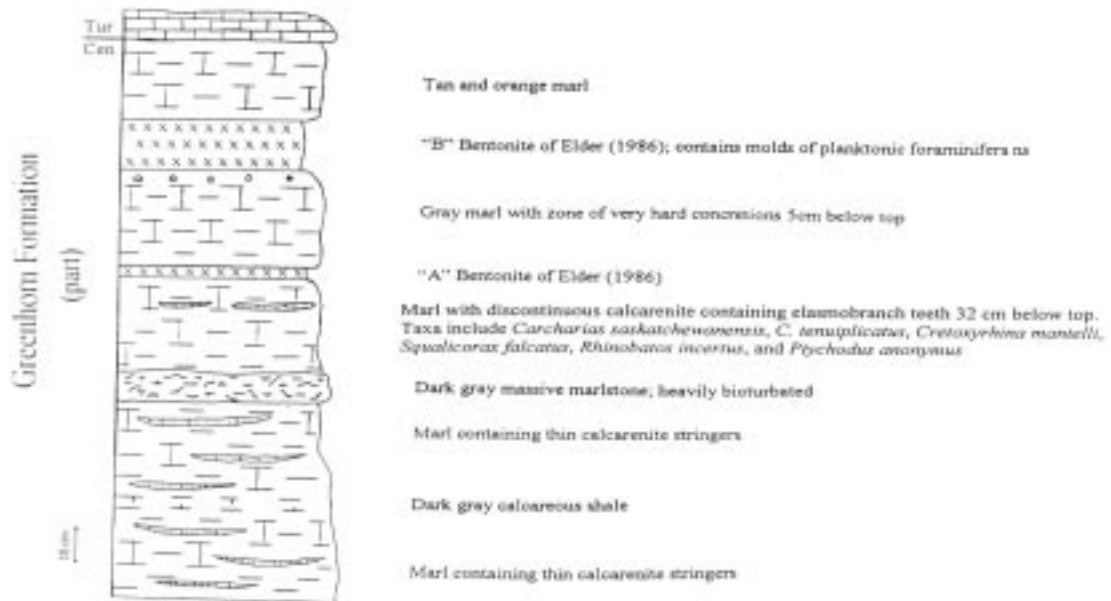 Tur
Cen
Tan and orange marl
"B" Bentonite of Elder (1986); contains molds of planktonic foraminifera ns
Gray marl with zone of very hard concretions 5cm below top
"A" Bentonite of Elder (1986)
Marl with discontinuous calcarenite containing elasmobranch teeth 32 cm below top.
Taxa include Carcharias saskatchewanensis, C. tenuiplicatus, Cretoxyrhina mantelli,
Squalicorax falcatus, Rhinobatos incertus, and Ptychodus anonymus
Dark gray massive marlstone; heavily bioturbated
Marl containing thin calcarenite stringers
Dark gray calcareous shale
Marl containing thin calcarenite stringers
Greenhorn Formation
(part)
10 cm